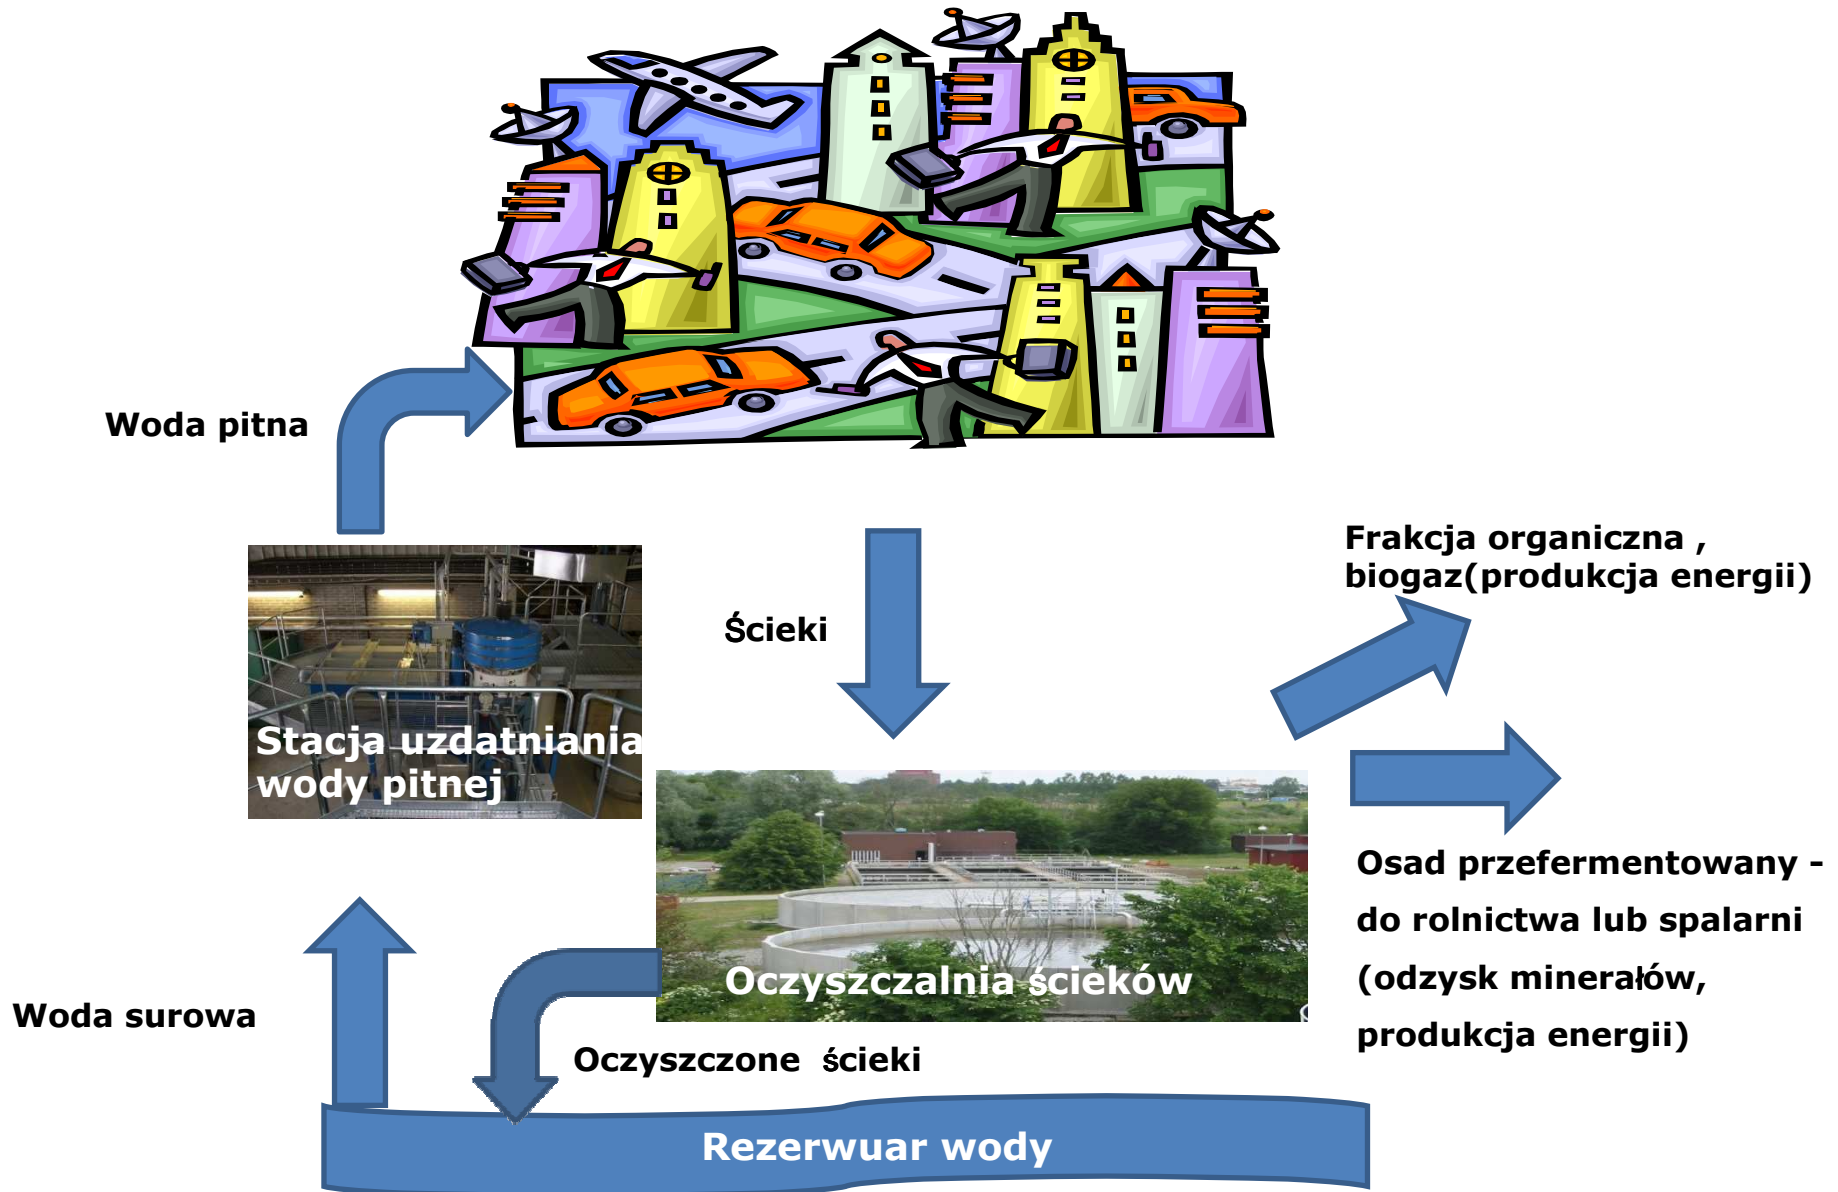 Woda pitna
Frakcja organiczna ,
biogaz(produkcja energii)
Ścieki
Stacja uzdatniania
wody pitnej
Osad przefermentowany -
do rolnictwa lub spalarni
(odzysk minerałów,
produkcja energii)
Oczyszczalnia ścieków
Woda surowa
Oczyszczone ścieki
Rezerwuar wody